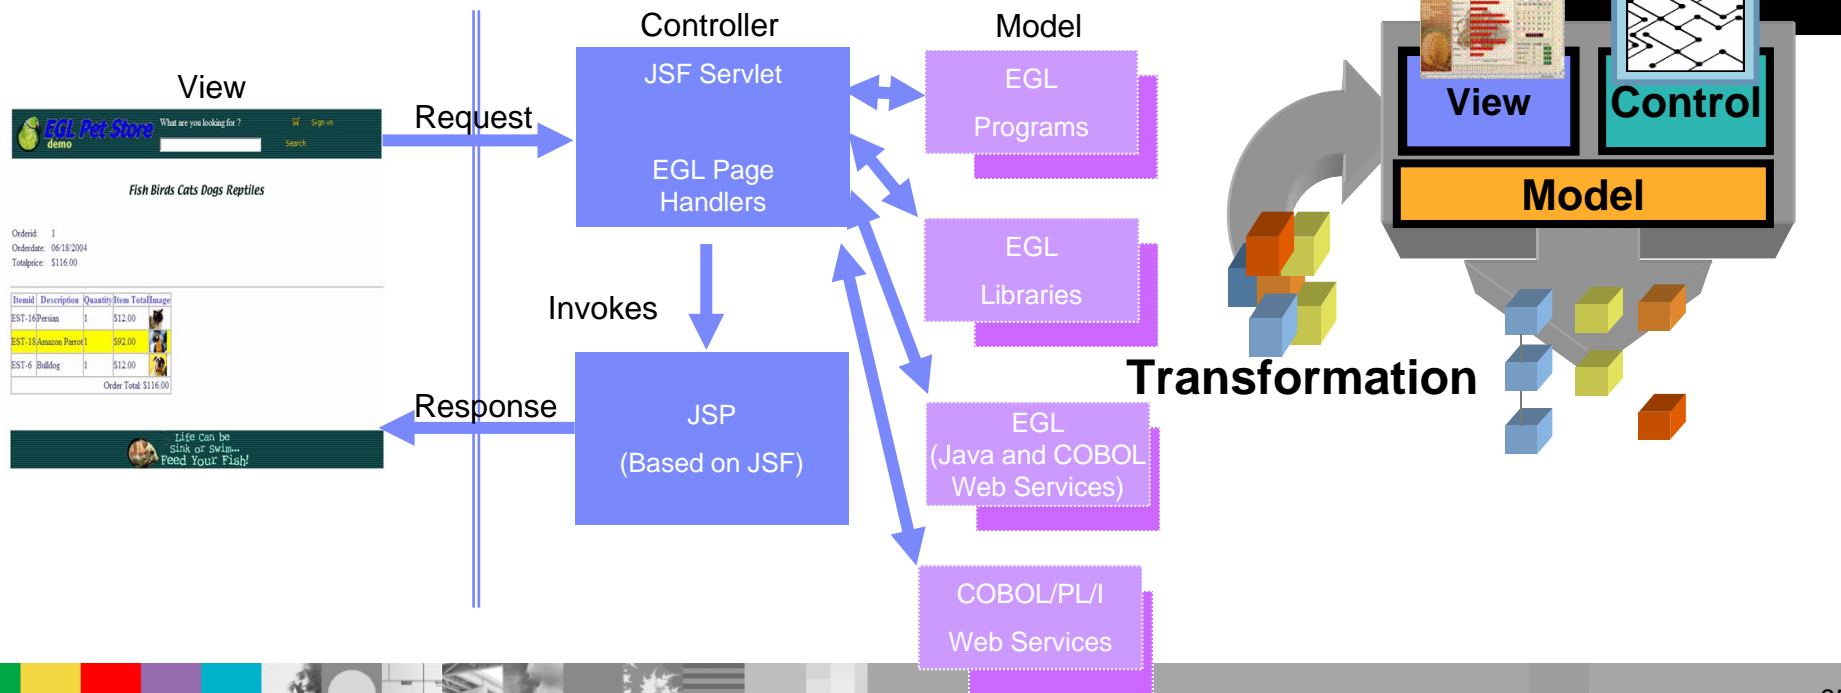 Controller
Model
View
JSF Servlet
EGL Page
Handlers
Request
Invokes
Response
JSP
(Based on JSF)
EGL
Programs
EGL
Libraries
EGL
(Java and COBOL
Web Services)
COBOL/PL/I
Web Services
EGL Pet Store
demo
What are you looking for ?
Sign-in
Search
Fish Birds Cats Dogs Reptiles
Orderid: 1
Orderdate: 06/18/2004
Totalprice: $116.00
Itemid Description Quantity Item Total Image
EST-16 Persian 1 $12.00
EST-18 Amazon Parrot 1 $92.00
EST-6 Bulldog 1 $12.00
Order Total: $116.00
Life Can be
Sink or Swim...
Feed Your Fish!
View
Control
Model
Transformation